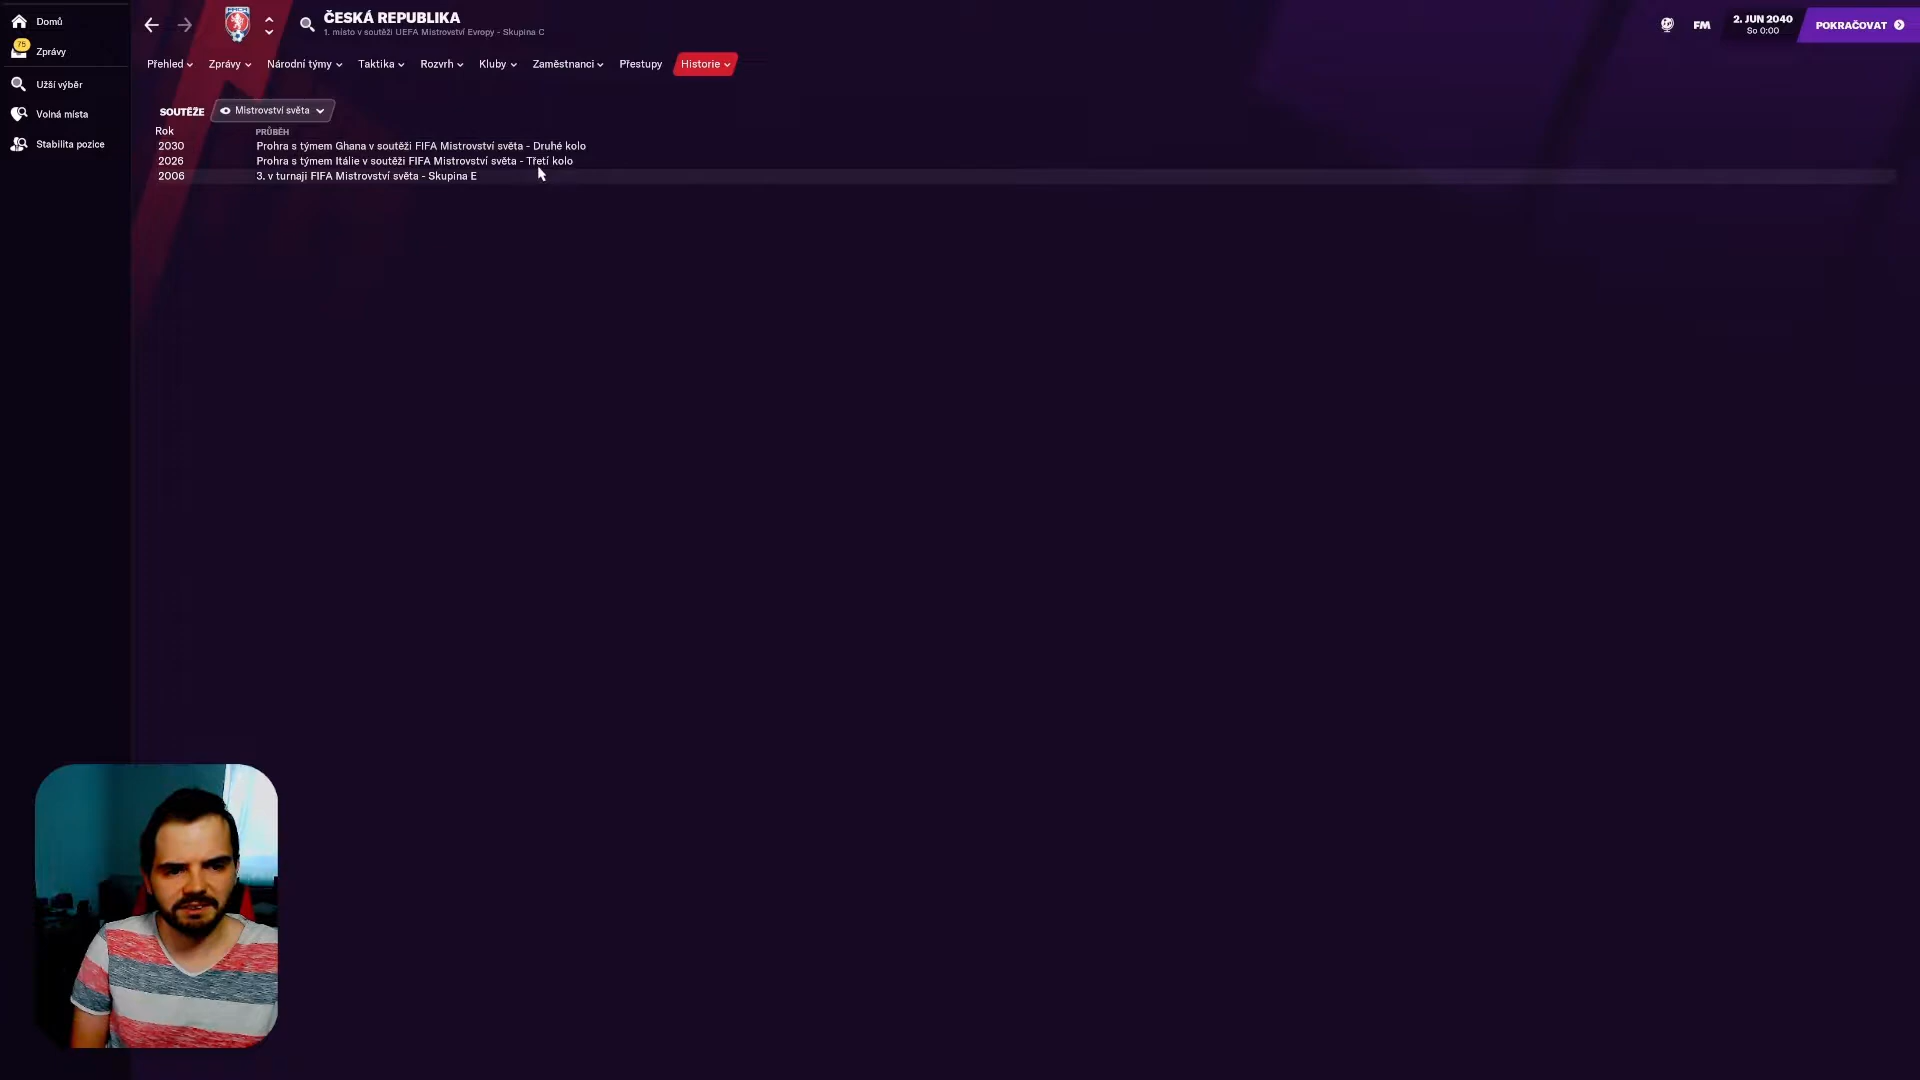 Domů
75
Zprávy
Užší výběr
Volná místa
Stabilita pozice
ČESKÁ REPUBLIKA
1. místo v soutěži UEFA Mistrovství Evropy - Skupina C
FM
2. JUN 2040
So 0:00
POKRAČOVAT
Přehled
Zprávy
Národní týmy
Taktika
Rozvrh
Kluby
Zaměstnanci
Přestupy
Historie
SOUTĚŽE
Mistrovství světa
Rok PRŮBĚH
2030 Prohra s týmem Ghana v soutěži FIFA Mistrovství světa - Druhé kolo
2026 Prohra s týmem Itálie v soutěži FIFA Mistrovství světa - Třetí kolo
2006 3. v turnaji FIFA Mistrovství světa - Skupina E